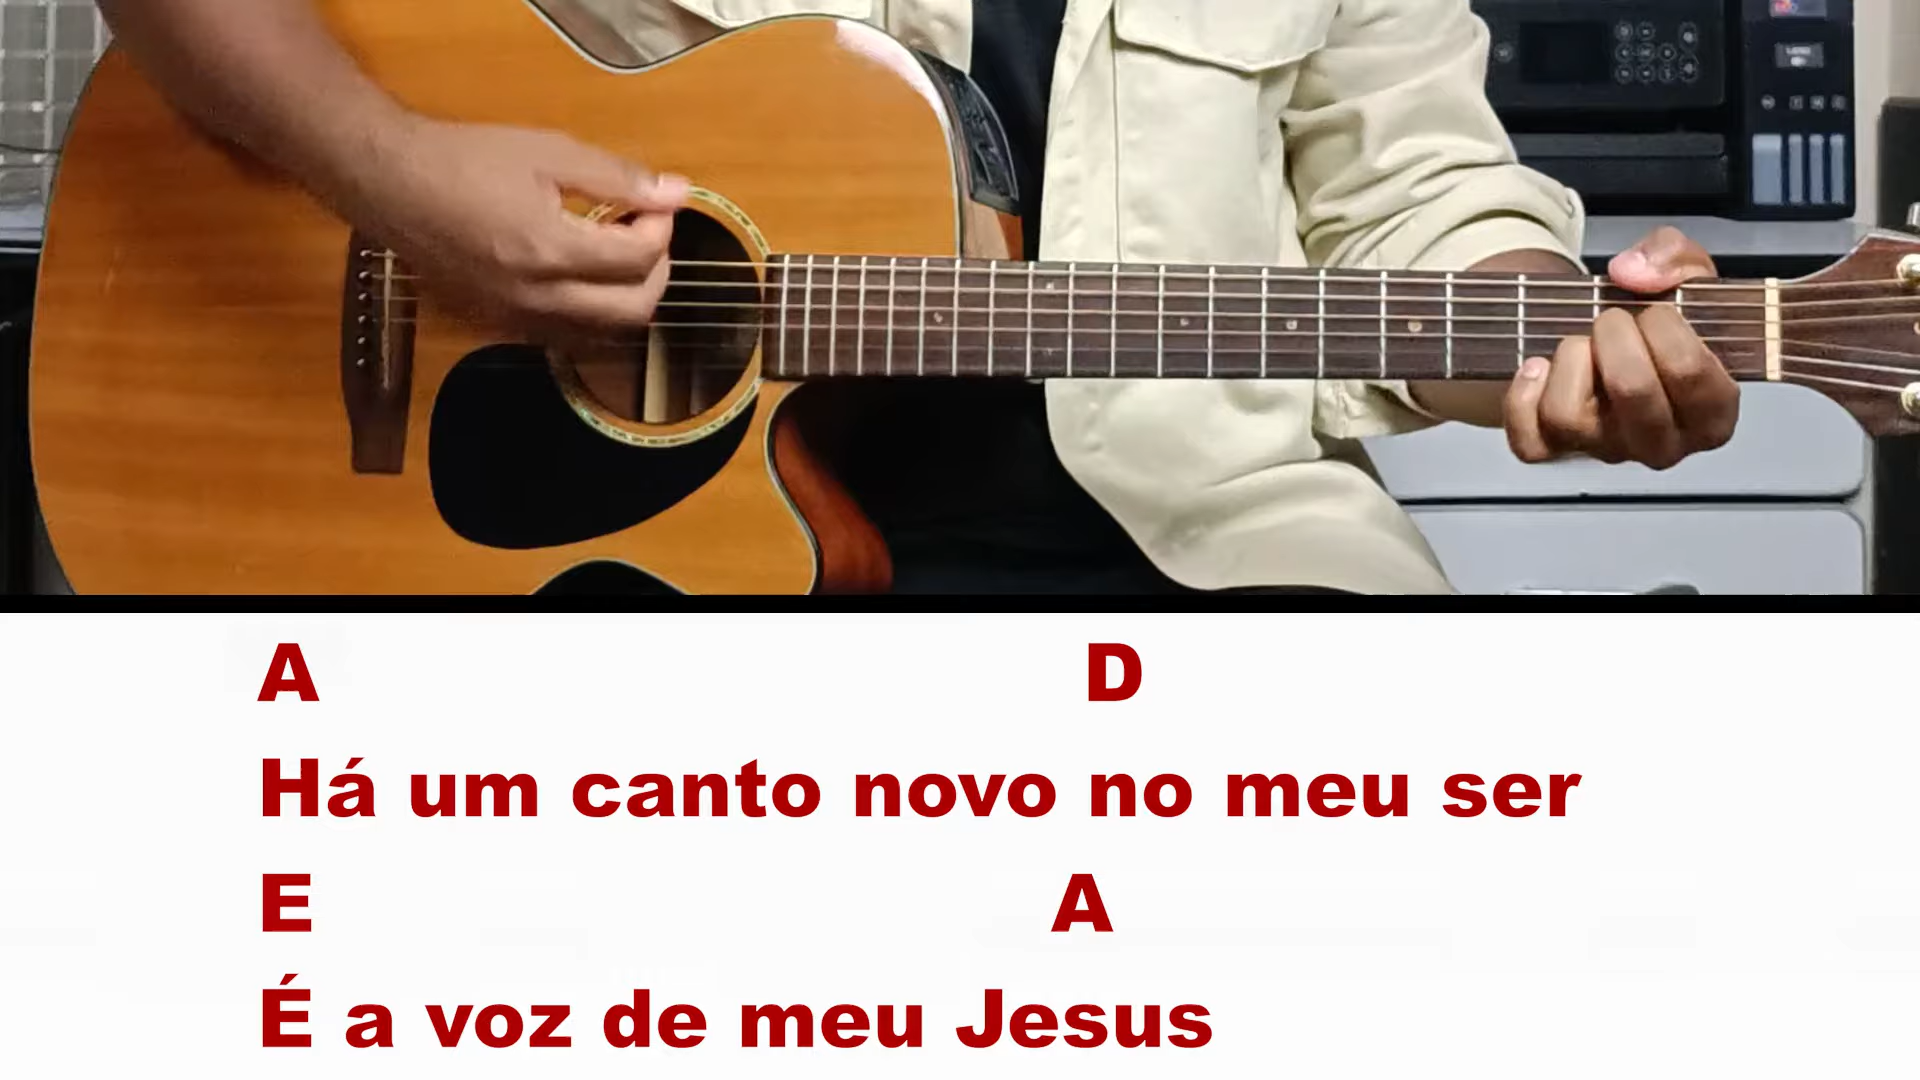 A D
Há um canto novo no meu ser
E A
É a voz de meu Jesus